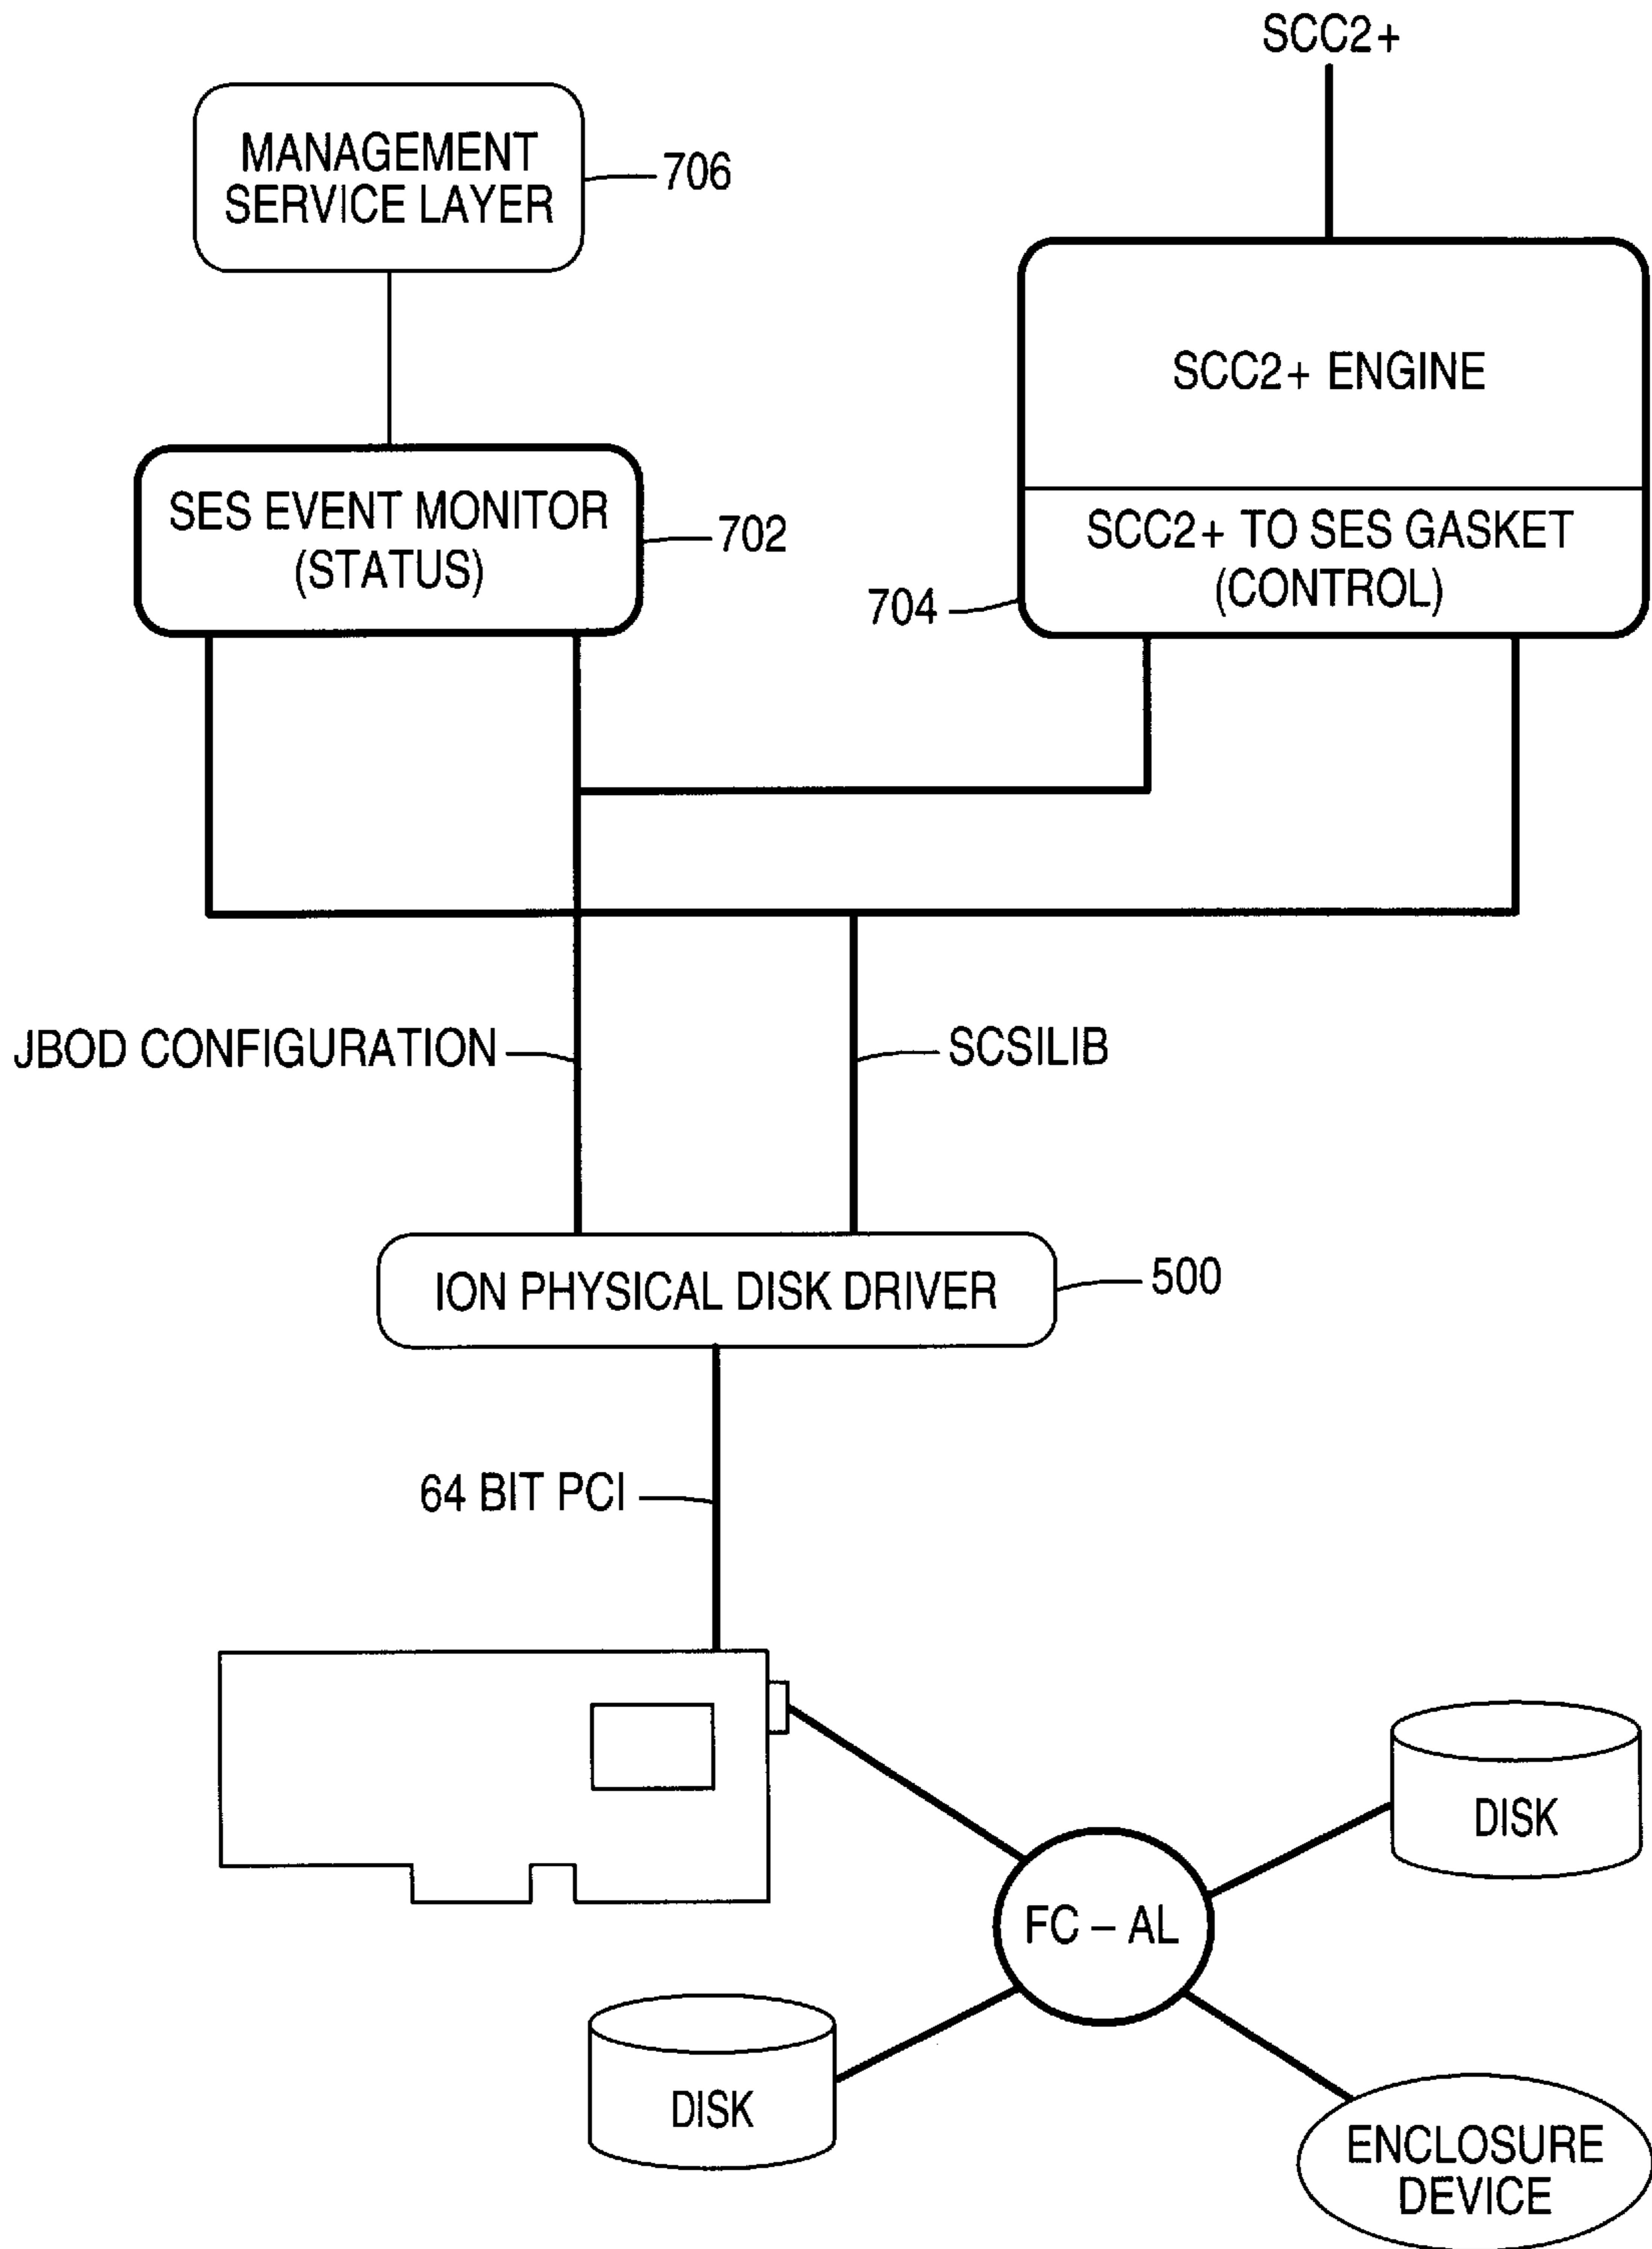 SCC2+
MANAGEMENT
SERVICE LAYER
706
SCC2+ ENGINE
SES EVENT MONITOR
(STATUS)
702
SCC2+ TO SES GASKET
(CONTROL)
704
JBOD CONFIGURATION
SCSILIB
ION PHYSICAL DISK DRIVER
500
64 BIT PCI
DISK
FC – AL
DISK
ENCLOSURE
DEVICE